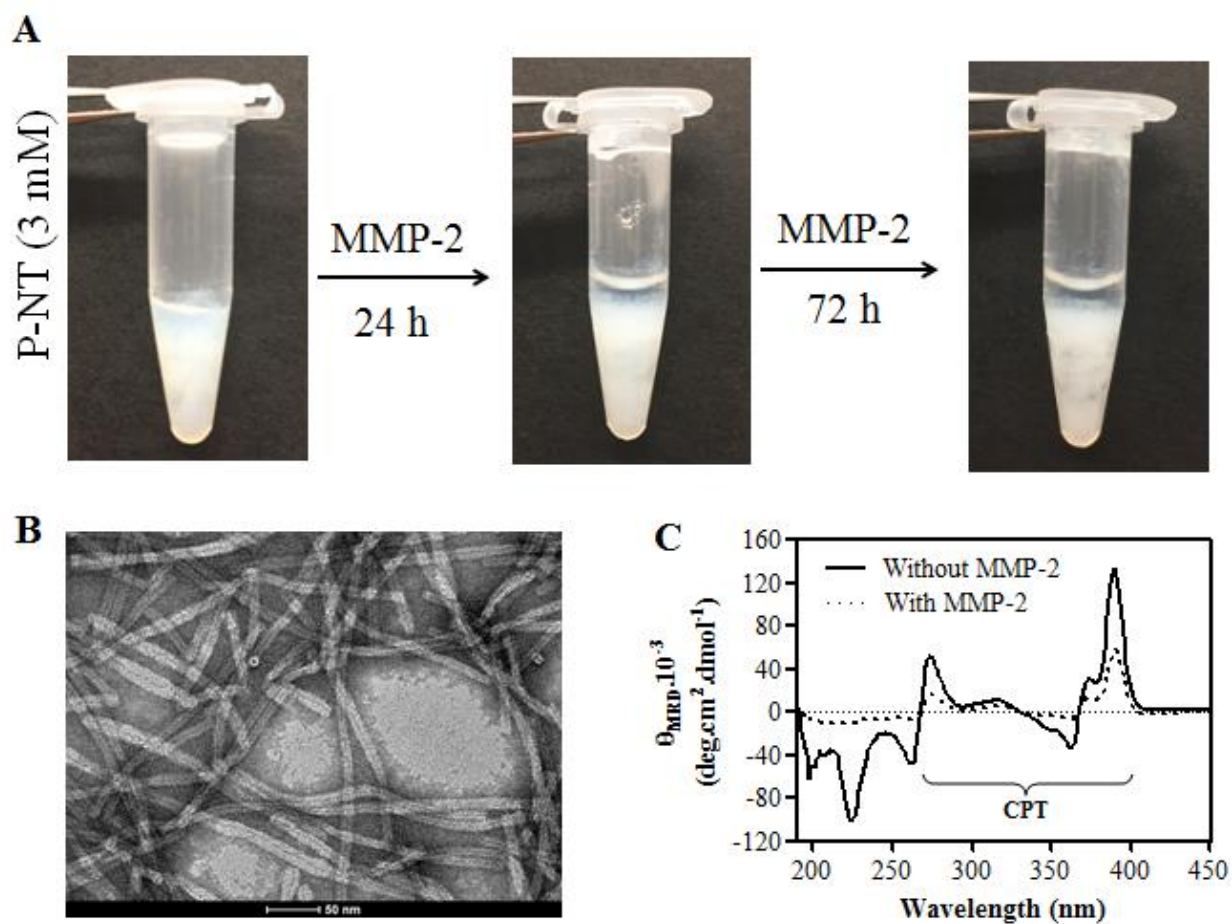 A
P-NT (3 mM)
MMP-2
24 h
MMP-2
72 h
B
50 nm
C
160
120
80
40
0
-40
-80
-120
θMRD.10-3
(deg.cm2.dmol-1)
Without MMP-2
With MMP-2
CPT
200 250 300 350 400 450
Wavelength (nm)